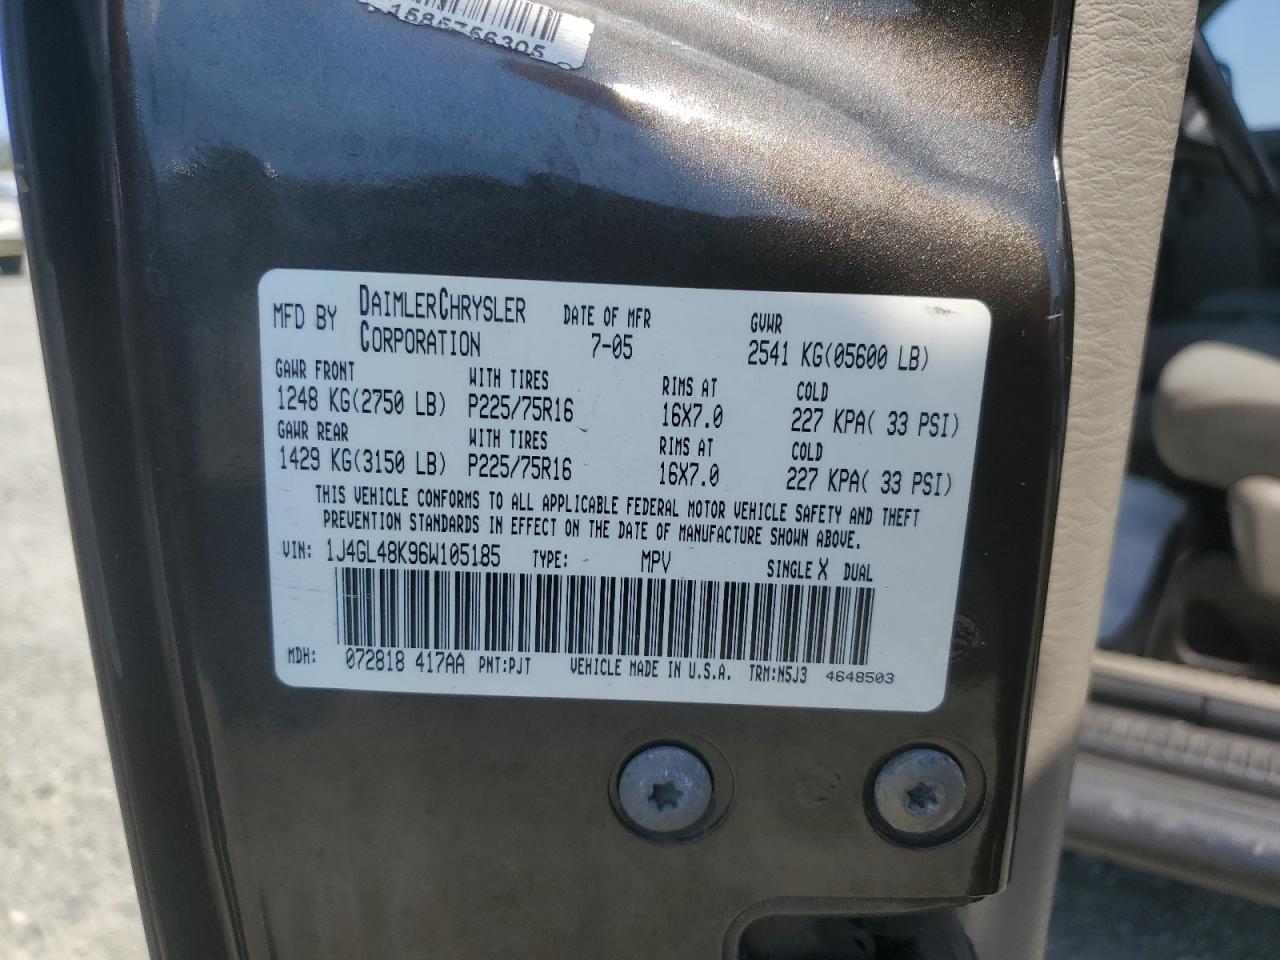 1585756305
MFD BY DAIMLERCHRYSLER CORPORATION DATE OF MFR 7-05 GVWR 2541 KG(05600 LB)
GAWR FRONT WITH TIRES RIMS AT COLD
1248 KG(2750 LB) P225/75R16 16X7.0 227 KPA( 33 PSI)
GAWR REAR WITH TIRES RIMS AT COLD
1429 KG(3150 LB) P225/75R16 16X7.0 227 KPA( 33 PSI)
THIS VEHICLE CONFORMS TO ALL APPLICABLE FEDERAL MOTOR VEHICLE SAFETY AND THEFT
PREVENTION STANDARDS IN EFFECT ON THE DATE OF MANUFACTURE SHOWN ABOVE.
VIN: 1J4GL48K96W105185 TYPE: MPV SINGLE X DUAL
MDH: 072818 417AA PNT:PJT VEHICLE MADE IN U.S.A. TRM:N5J3 4648503